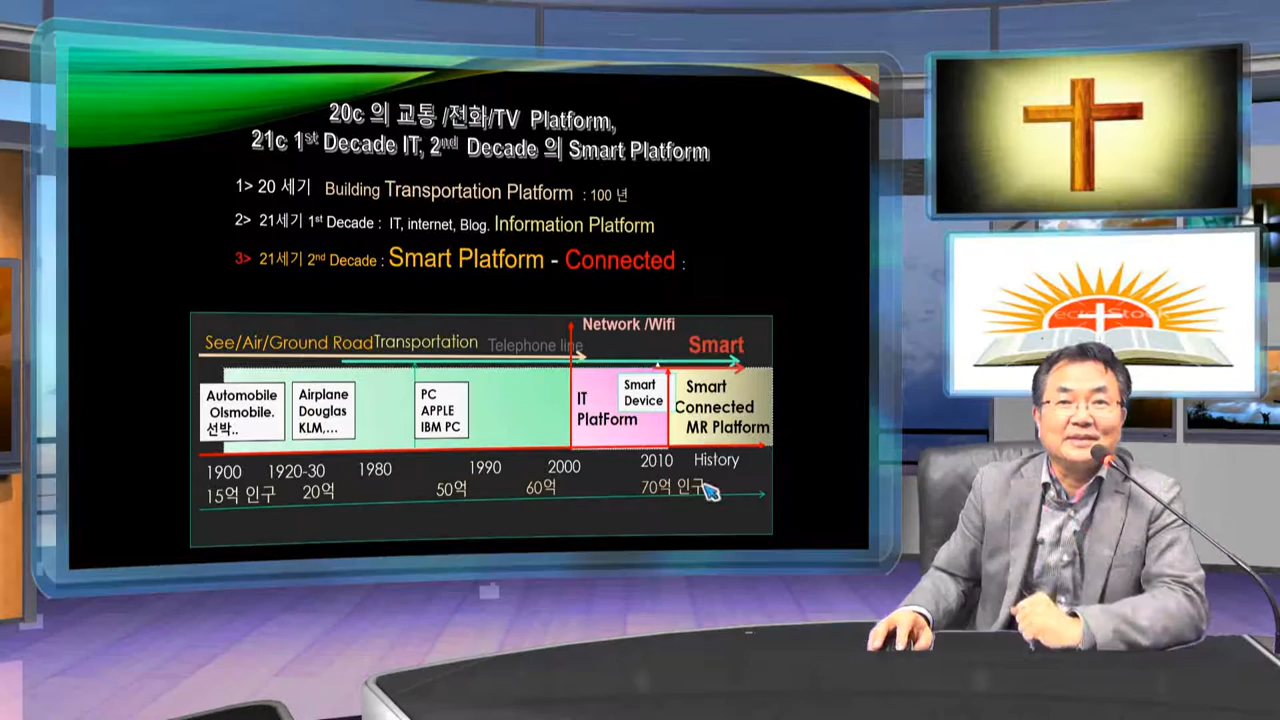 20c 의 교통 /전화/TV Platform,
21c 1st Decade IT, 2nd Decade 의 Smart Platform
1> 20 세기 Building Transportation Platform : 100 년
2> 21세기 1st Decade : IT, internet, Blog. Information Platform
3> 21세기 2nd Decade : Smart Platform - Connected :
Network /Wifi
See/Air/Ground RoadTransportation Telephone line Smart
Automobile
Olsmobile.
선박..
Airplane
Douglas
KLM,...
PC
APPLE
IBM PC
IT
PlatForm
Smart
Device
Smart
Connected
MR Platform
1900 1920-30 1980 1990 2000 2010 History
15억 인구 20억 50억 60억 70억 인구
VectorStock